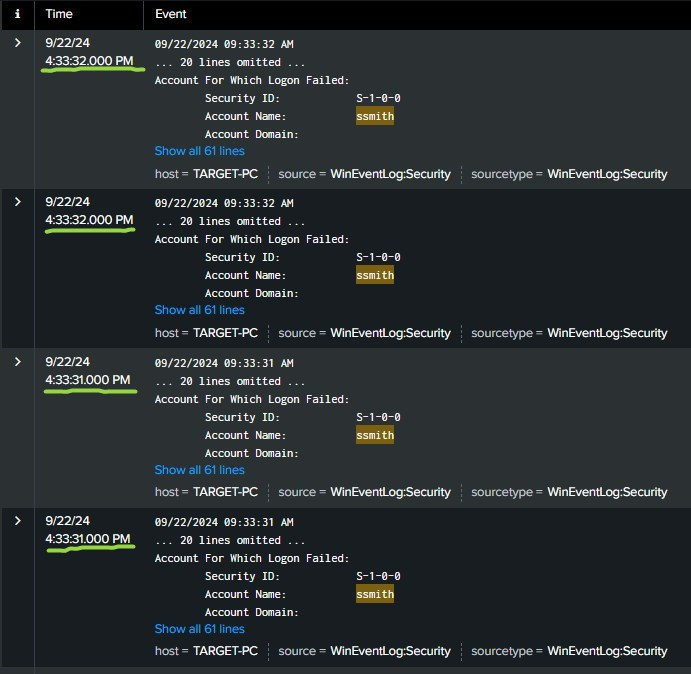 i Time Event
9/22/24 09/22/2024 09:33:32 AM
4:33:32.000 PM ... 20 lines omitted ...
Account For Which Logon Failed:
Security ID: S-1-0-0
Account Name: ssmith
Account Domain:
Show all 61 lines
host = TARGET-PC source = WinEventLog:Security sourcetype = WinEventLog:Security
9/22/24 09/22/2024 09:33:32 AM
4:33:32.000 PM ... 20 lines omitted ...
Account For Which Logon Failed:
Security ID: S-1-0-0
Account Name: ssmith
Account Domain:
Show all 61 lines
host = TARGET-PC source = WinEventLog:Security sourcetype = WinEventLog:Security
9/22/24 09/22/2024 09:33:31 AM
4:33:31.000 PM ... 20 lines omitted ...
Account For Which Logon Failed:
Security ID: S-1-0-0
Account Name: ssmith
Account Domain:
Show all 61 lines
host = TARGET-PC source = WinEventLog:Security sourcetype = WinEventLog:Security
9/22/24 09/22/2024 09:33:31 AM
4:33:31.000 PM ... 20 lines omitted ...
Account For Which Logon Failed:
Security ID: S-1-0-0
Account Name: ssmith
Account Domain:
Show all 61 lines
host = TARGET-PC source = WinEventLog:Security sourcetype = WinEventLog:Security